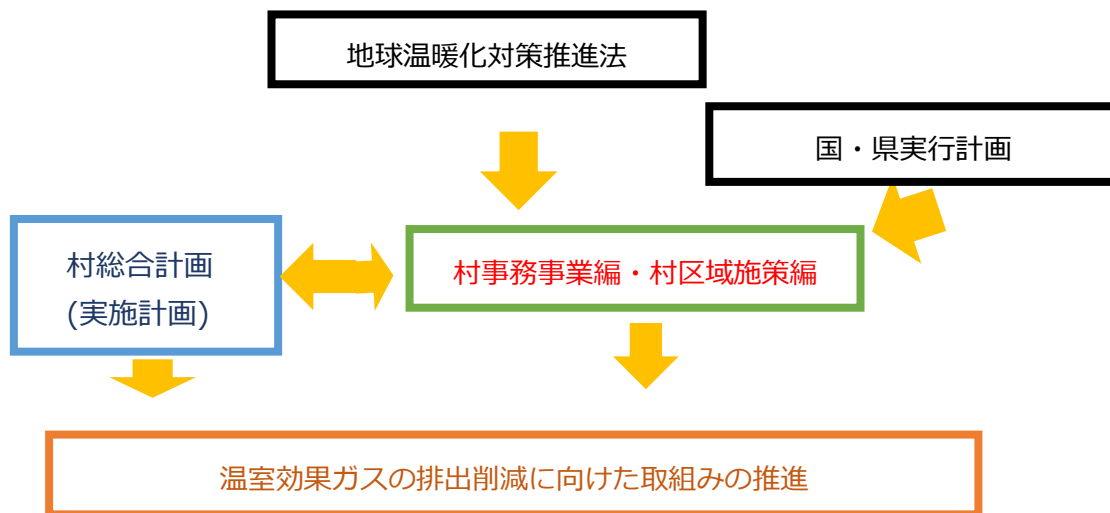 地球温暖化対策推進法
国・県実行計画
村総合計画
(実施計画)
村事務事業編・村区域施策編
温室効果ガスの排出削減に向けた取組みの推進